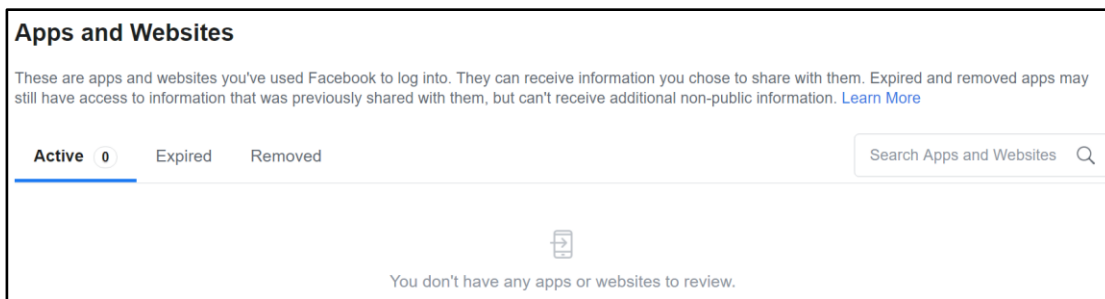 Apps and Websites
These are apps and websites you've used Facebook to log into. They can receive information you chose to share with them. Expired and removed apps may
still have access to information that was previously shared with them, but can't receive additional non-public information. Learn More
Active 0 Expired Removed Search Apps and Websites
You don't have any apps or websites to review.